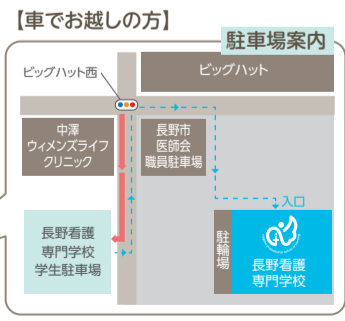 【車でお越しの方】
駐車場案内
ビッグハット西
ビッグハット
中澤
ウィメンズライフ
クリニック
長野市
医師会
職員駐車場
入口
長野看護
専門学校
学生駐車場
駐輪場
長野看護
専門学校